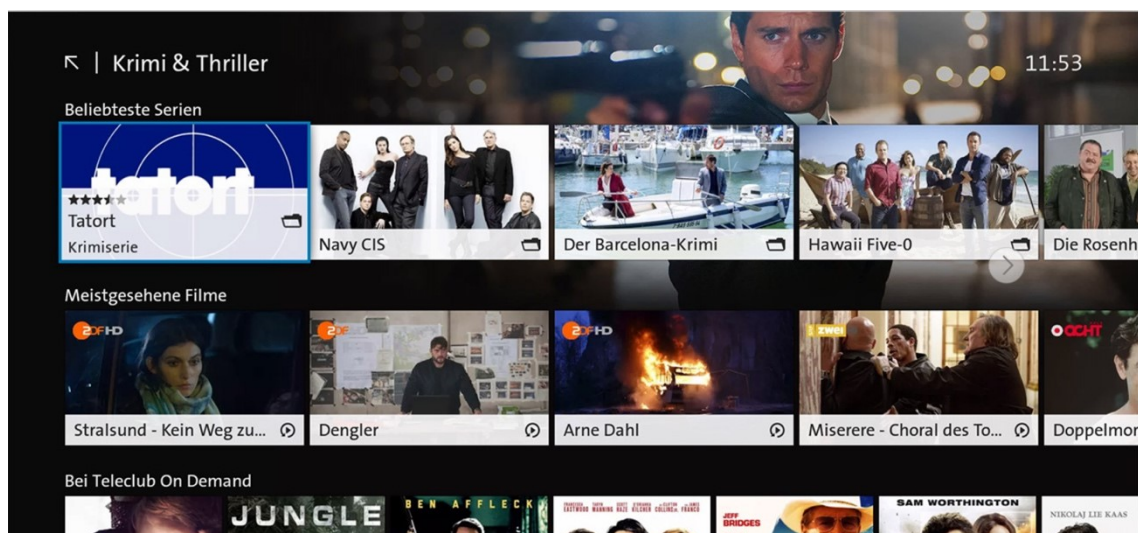 Krimi & Thriller
11:53
Beliebteste Serien
tatort
Tatort
Krimiserie
Navy CIS
Der Barcelona-Krimi
Hawaii Five-0
Die Rosenh
Meistgesehene Filme
ZDF HD
ZDF
ZDF HD
zwei
ACHT
Stralsund - Kein Weg zu...
Dengler
Arne Dahl
Miserere - Choral des To...
Doppelmor
Bei Teleclub On Demand
JUNGLE
BEN AFFLECK
JEFF
BRIDGES
SAM WORTHINGTON
NIKOLAJ LIE KAAS